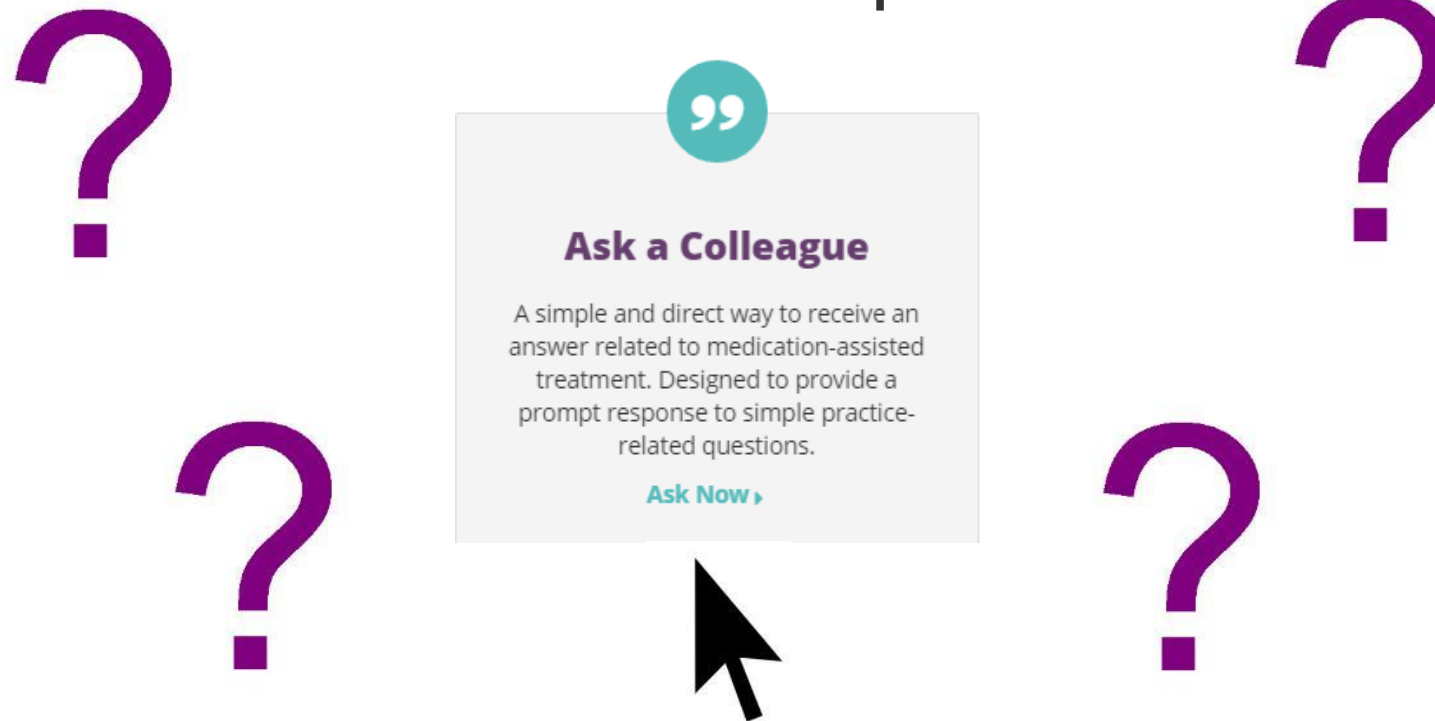 ?
?
”
Ask a Colleague
A simple and direct way to receive an
answer related to medication-assisted
treatment. Designed to provide a
prompt response to simple practice-
related questions.
Ask Now
?
?